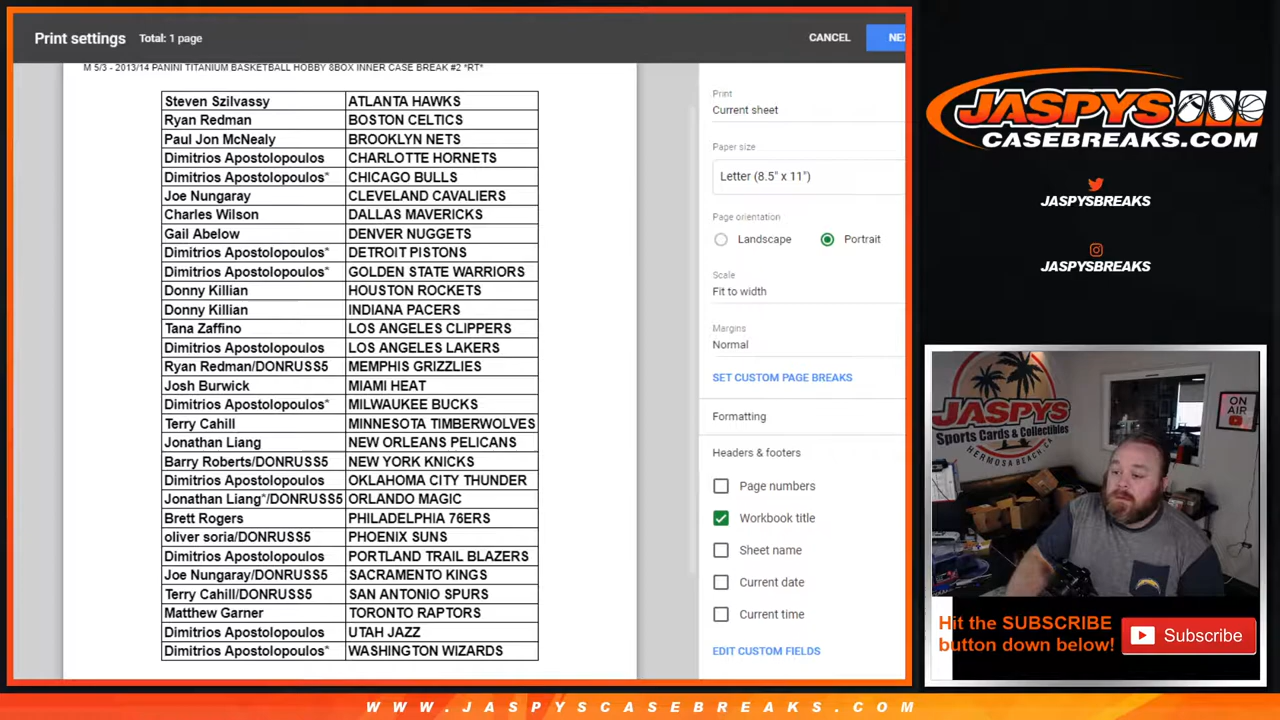 Print settings Total: 1 page CANCEL NEX
M 5/3 - 2013/14 PANINI TITANIUM BASKETBALL HOBBY 8BOX INNER CASE BREAK #2 *RT*
Steven Szilvassy ATLANTA HAWKS
Ryan Redman BOSTON CELTICS
Paul Jon McNealy BROOKLYN NETS
Dimitrios Apostolopoulos CHARLOTTE HORNETS
Dimitrios Apostolopoulos* CHICAGO BULLS
Joe Nungaray CLEVELAND CAVALIERS
Charles Wilson DALLAS MAVERICKS
Gail Abelow DENVER NUGGETS
Dimitrios Apostolopoulos* DETROIT PISTONS
Dimitrios Apostolopoulos* GOLDEN STATE WARRIORS
Donny Killian HOUSTON ROCKETS
Donny Killian INDIANA PACERS
Tana Zaffino LOS ANGELES CLIPPERS
Dimitrios Apostolopoulos LOS ANGELES LAKERS
Ryan Redman/DONRUSS5 MEMPHIS GRIZZLIES
Josh Burwick MIAMI HEAT
Dimitrios Apostolopoulos* MILWAUKEE BUCKS
Terry Cahill MINNESOTA TIMBERWOLVES
Jonathan Liang NEW ORLEANS PELICANS
Barry Roberts/DONRUSS5 NEW YORK KNICKS
Dimitrios Apostolopoulos OKLAHOMA CITY THUNDER
Jonathan Liang*/DONRUSS5 ORLANDO MAGIC
Brett Rogers PHILADELPHIA 76ERS
oliver soria/DONRUSS5 PHOENIX SUNS
Dimitrios Apostolopoulos PORTLAND TRAIL BLAZERS
Joe Nungaray/DONRUSS5 SACRAMENTO KINGS
Terry Cahill/DONRUSS5 SAN ANTONIO SPURS
Matthew Garner TORONTO RAPTORS
Dimitrios Apostolopoulos UTAH JAZZ
Dimitrios Apostolopoulos* WASHINGTON WIZARDS
Print
Current sheet
Paper size
Letter (8.5" x 11")
Page orientation
Landscape Portrait
Scale
Fit to width
Margins
Normal
SET CUSTOM PAGE BREAKS
Formatting
Headers & footers
Page numbers
Workbook title
Sheet name
Current date
Current time
EDIT CUSTOM FIELDS
JASPYS
CASEBREAKS.COM
JASPYSBREAKS
JASPYSBREAKS
JASPYS
Sports Cards & Collectibles
HERMOSA BEACH, CA
ON
AIR
Hit the SUBSCRIBE
button down below!
Subscribe
WWW.JASPYSCASEBREAKS.COM